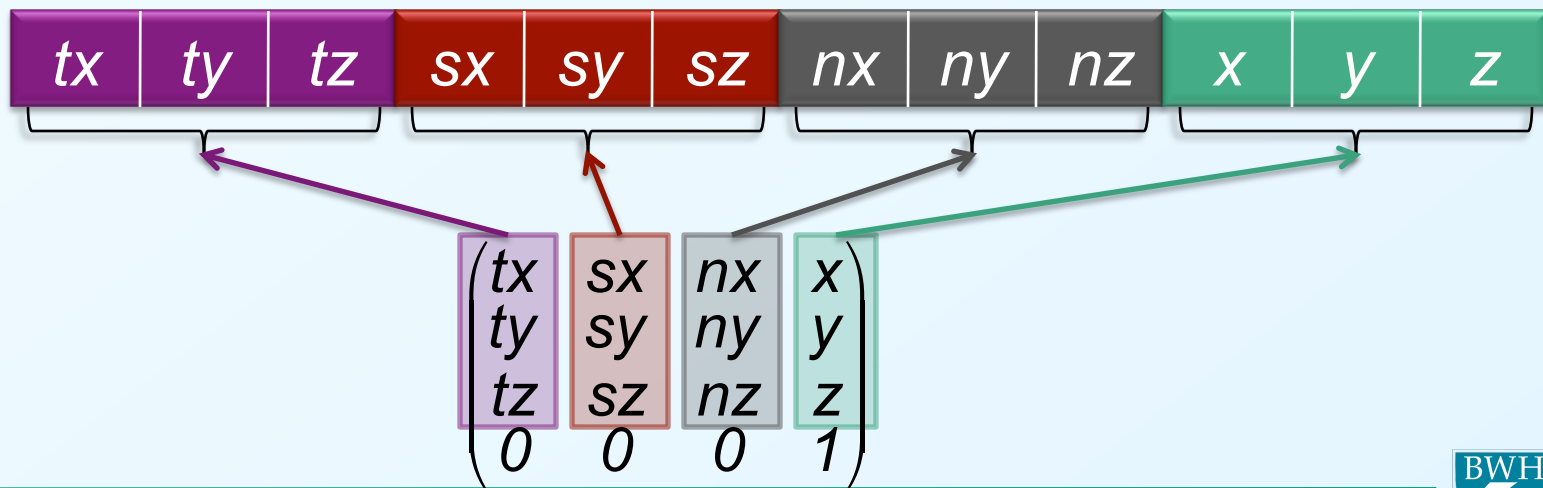 tx ty tz sx sy sz nx ny nz x y z
tx sx nx x
ty sy ny y
tz sz nz z
0 0 0 1
BWH